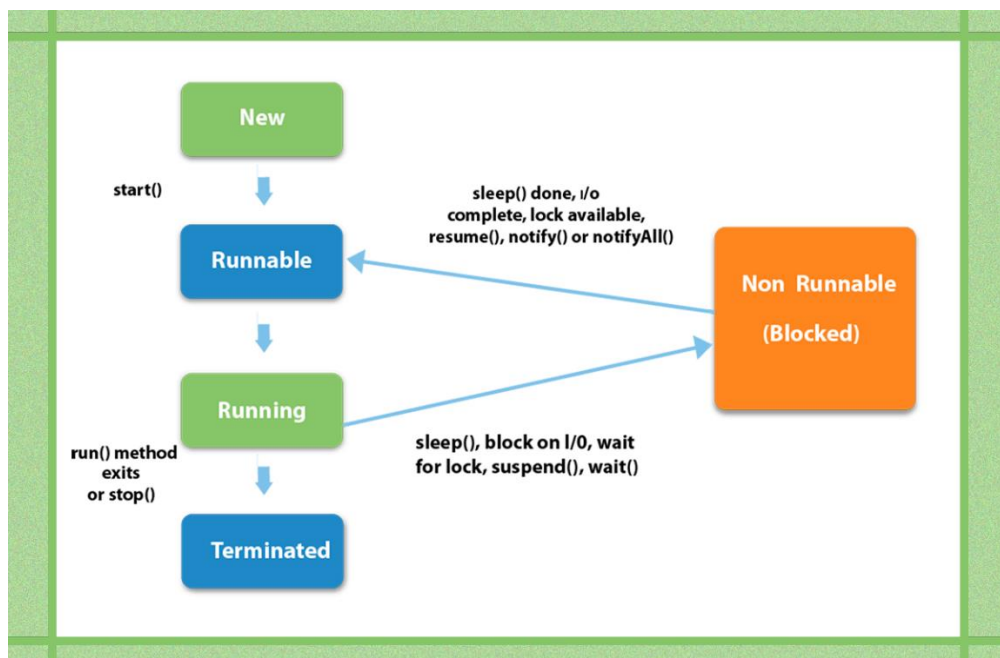 New
start()
sleep() done, I/o
complete, lock available,
resume(), notify() or notifyAll()
Runnable
Non Runnable
(Blocked)
Running
sleep(), block on I/0, wait
for lock, suspend(), wait()
run() method
exits
or stop()
Terminated